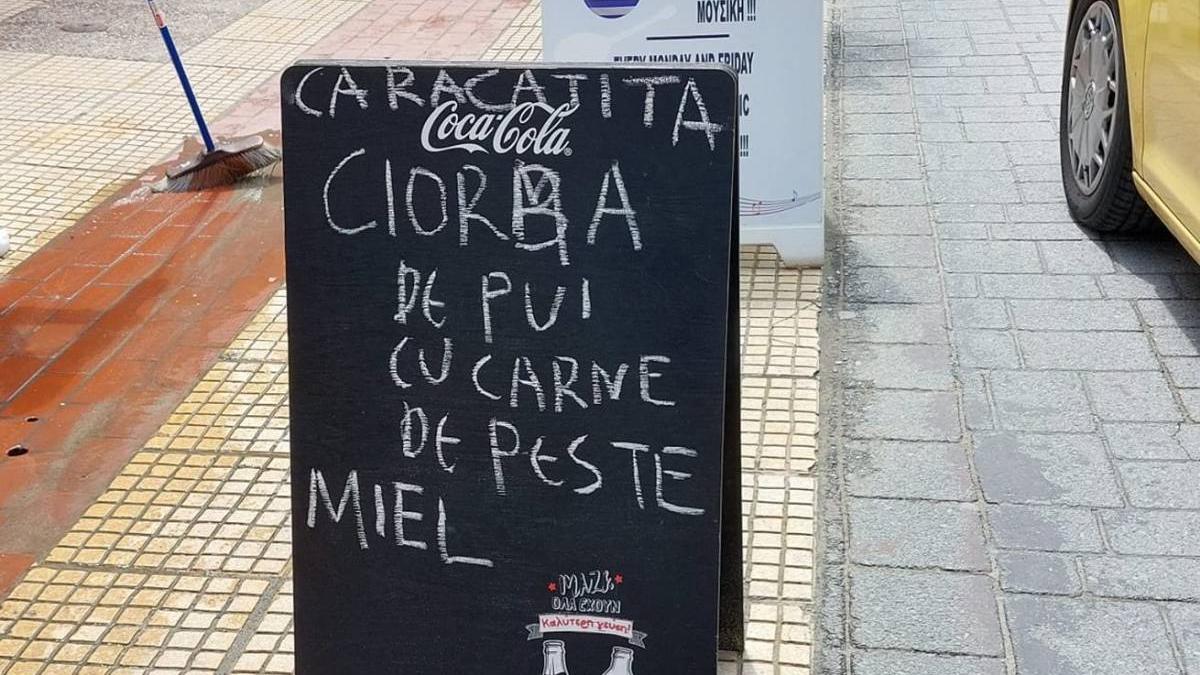 ΜΟΥΣΙΚΗ !!!
EVERY MONDAY AND FRIDAY
!!!
CARACATITA
Coca-Cola
CIORBA
DE PUI
CU CARNE
DE PESTE
MIEL
ΜΑΖΙ
ΟΛΑ ΕΧΟΥΝ
Καλύτερη γεύση!